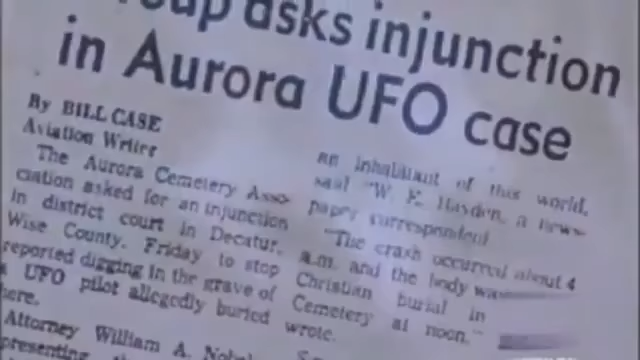 Group asks injunction
in Aurora UFO case
By BILL CASE
Aviation Writer
The Aurora Cemetery Asso-
ciation asked for an injunction
in district court in Decatur,
Wise County, Friday to stop
reported digging in the grave of
a UFO pilot allegedly buried
here.
Attorney William A. Nobel
presenting
an inhabitant of this world,
said W. E. Hayden, a news-
paper correspondent.
"The crash occurred about 4
a.m. and the body was
Christian burial in
Cemetery at noon,"
wrote.